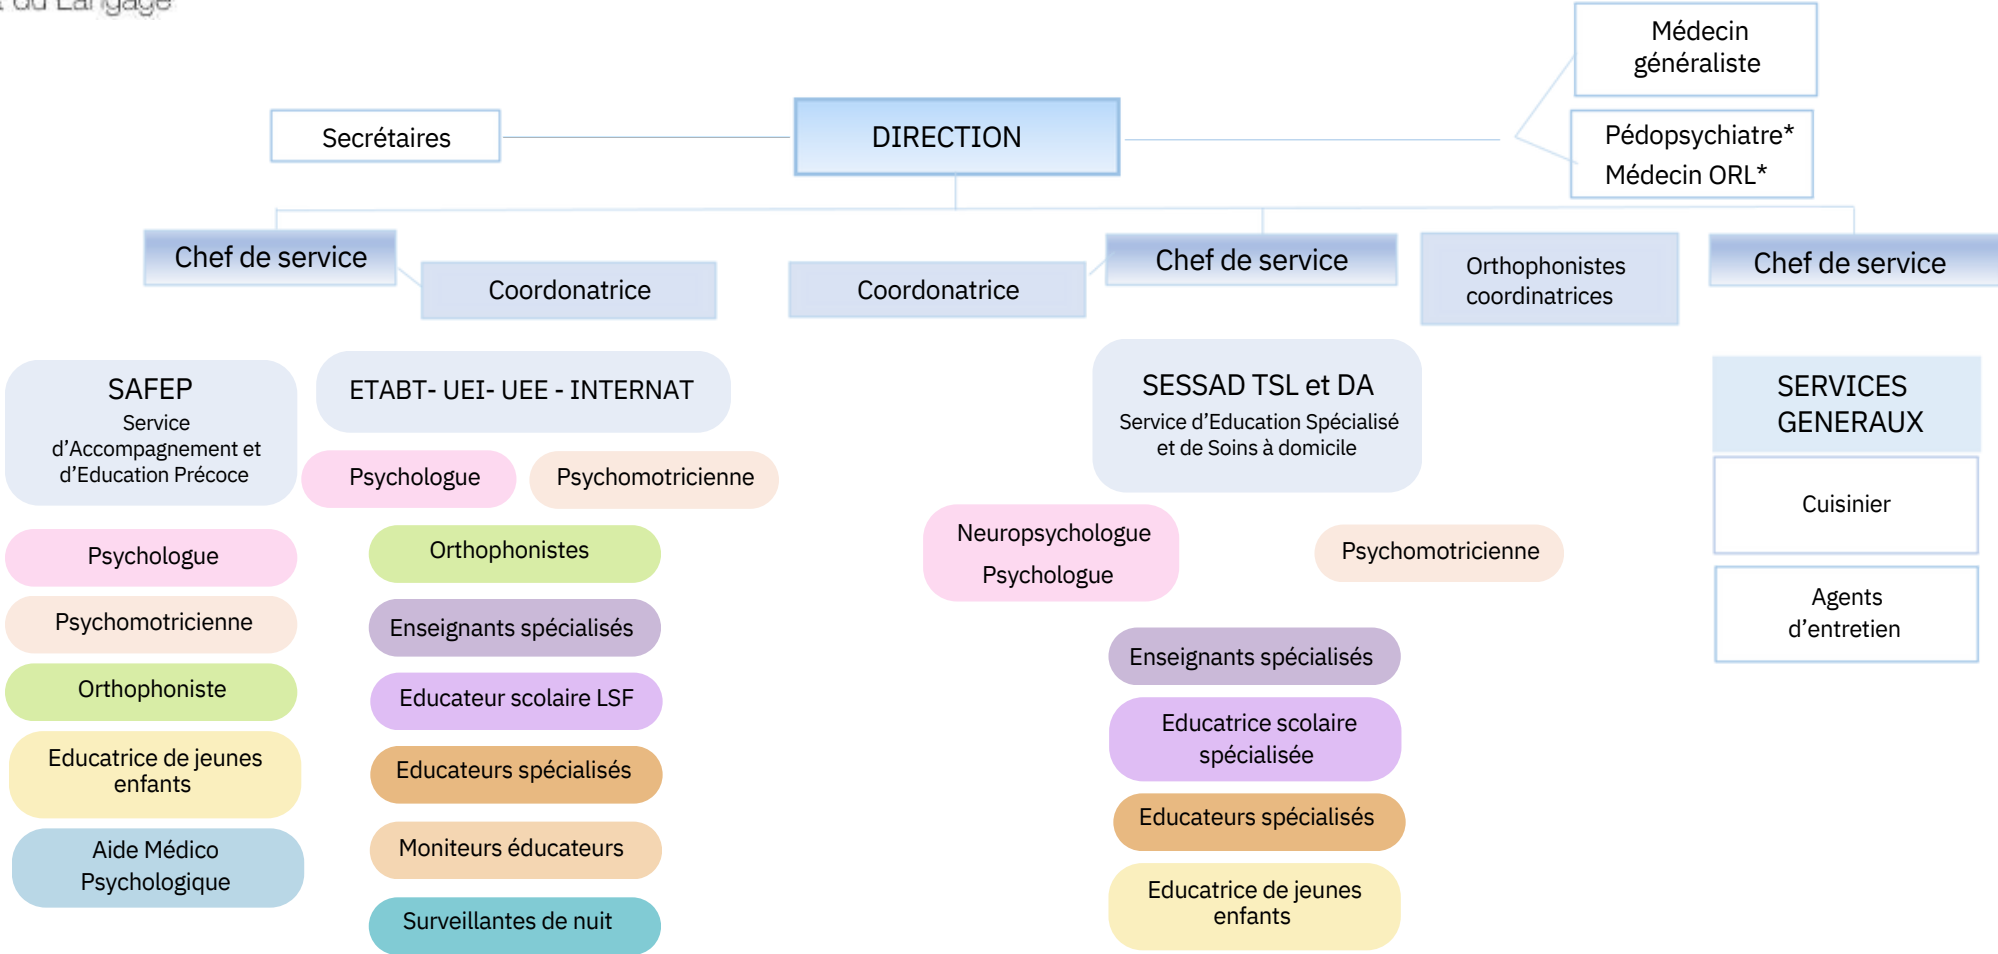 du Langage
Médecin
généraliste
Secrétaires
DIRECTION
Pédopsychiatre*
Médecin ORL*
Chef de service
Coordonatrice
Coordonatrice
Chef de service
Orthophonistes
coordinatrices
Chef de service
SAFEP
Service
d'Accompagnement et
d'Education Précoce
Psychologue
Psychomotricienne
Orthophoniste
Educatrice de jeunes
enfants
Aide Médico
Psychologique
ETABT- UEI- UEE - INTERNAT
Psychologue
Psychomotricienne
Orthophonistes
Enseignants spécialisés
Educateur scolaire LSF
Educateurs spécialisés
Moniteurs éducateurs
Surveillantes de nuit
SESSAD TSL et DA
Service d'Education Spécialisé
et de Soins à domicile
Neuropsychologue
Psychologue
Psychomotricienne
Enseignants spécialisés
Educatrice scolaire
spécialisée
Educateurs spécialisés
Educatrice de jeunes
enfants
SERVICES
GENERAUX
Cuisinier
Agents
d'entretien